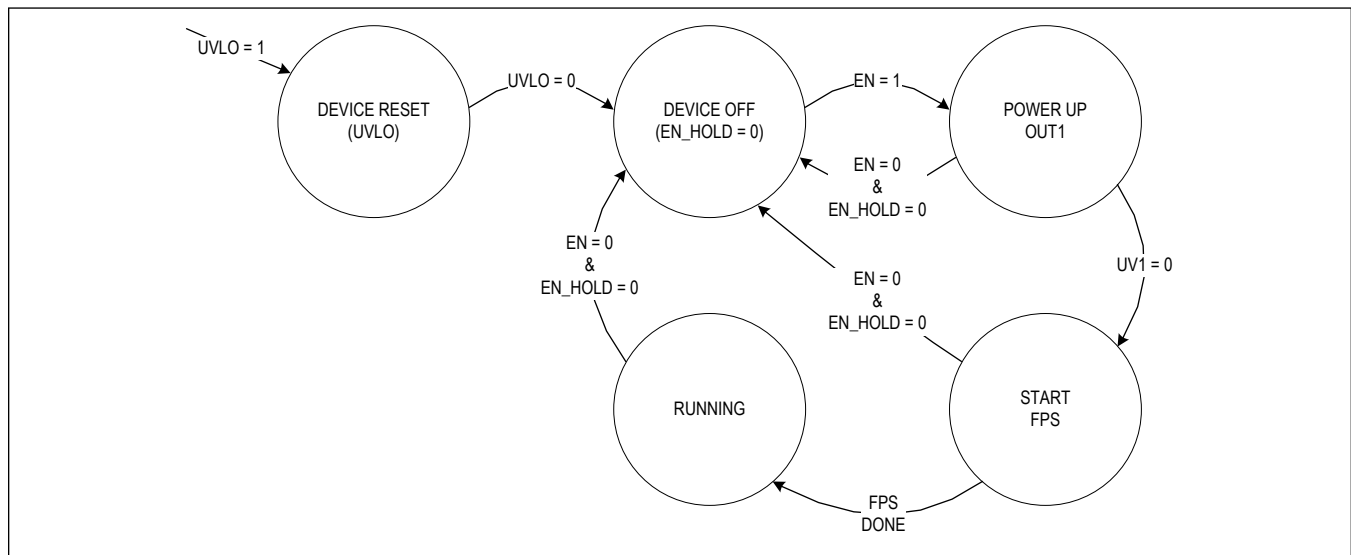 UVLO = 1
DEVICE RESET
(UVLO)
UVLO = 0
DEVICE OFF
(EN_HOLD = 0)
EN = 1
POWER UP
OUT1
EN = 0
&
EN_HOLD = 0
UV1 = 0
EN = 0
&
EN_HOLD = 0
EN = 0
&
EN_HOLD = 0
RUNNING
START
FPS
FPS
DONE